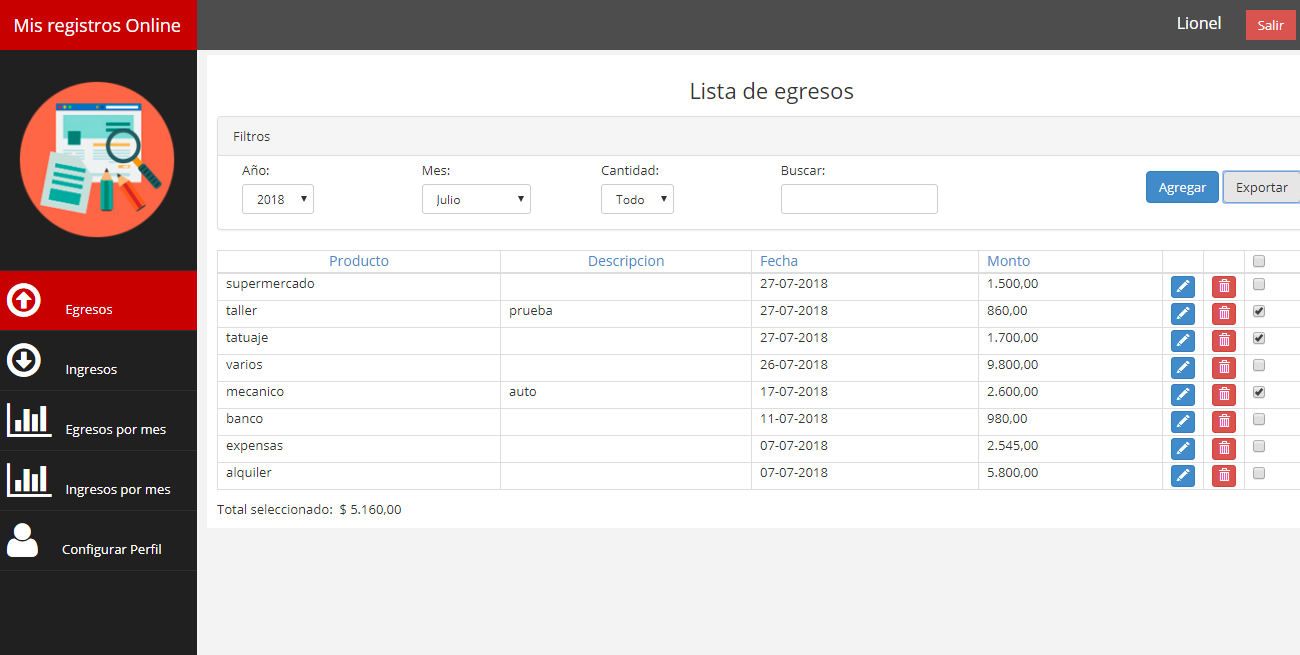 Mis registros Online
Lionel
Salir
Lista de egresos
Filtros
Año: Mes: Cantidad: Buscar:
2018 Julio Todo
Agregar Exportar
Producto Descripcion Fecha Monto
supermercado 27-07-2018 1.500,00
taller prueba 27-07-2018 860,00
tatuaje 27-07-2018 1.700,00
varios 26-07-2018 9.800,00
mecanico auto 17-07-2018 2.600,00
banco 11-07-2018 980,00
expensas 07-07-2018 2.545,00
alquiler 07-07-2018 5.800,00
Total seleccionado: $ 5.160,00
Egresos
Ingresos
Egresos por mes
Ingresos por mes
Configurar Perfil